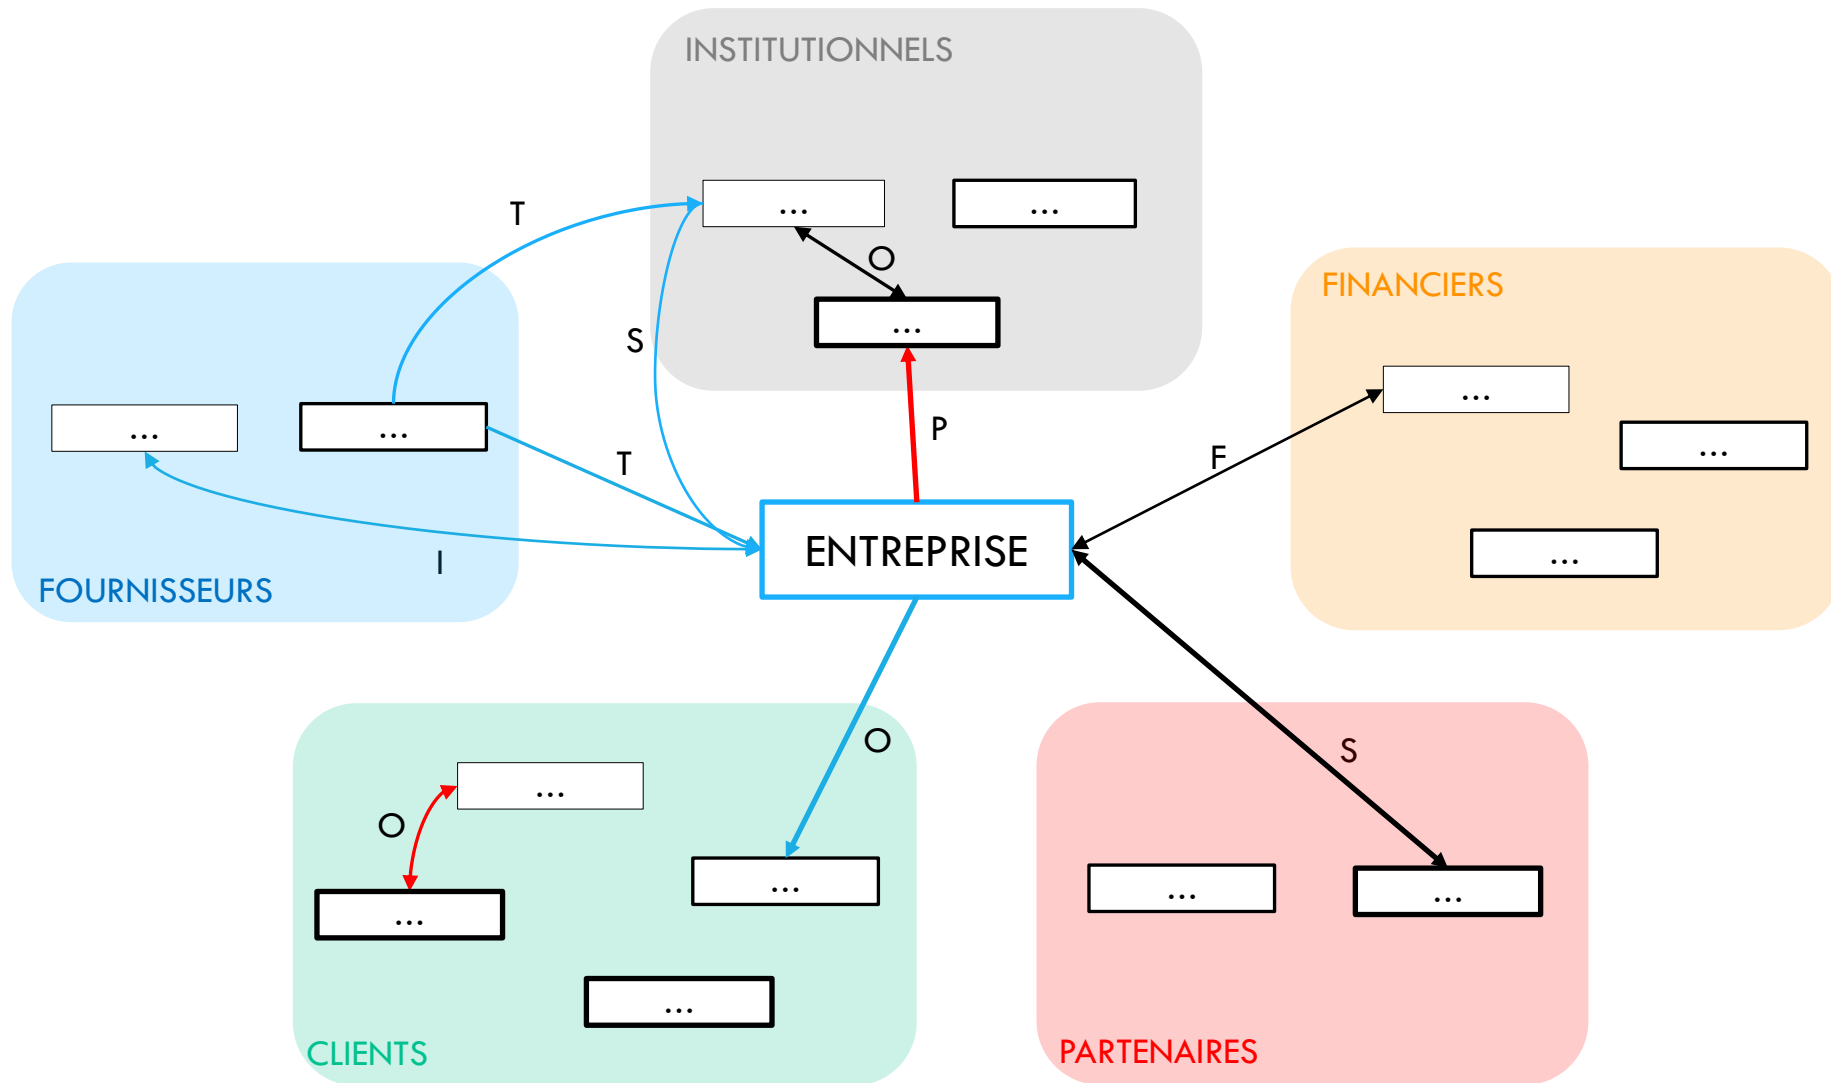 INSTITUTIONNELS
...
...
...
O
T
S
P
FINANCIERS
...
...
...
F
...
...
T
I
FOURNISSEURS
ENTREPRISE
O
S
...
O
...
...
...
CLIENTS
...
...
PARTENAIRES